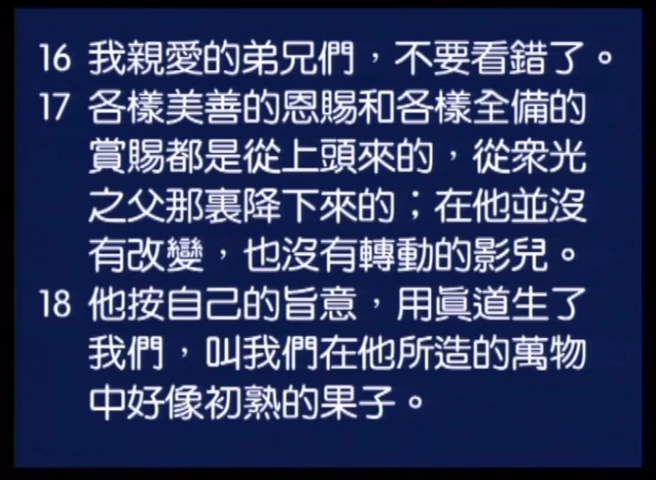 16 我親愛的弟兄們，不要看錯了。
17 各樣美善的恩賜和各樣全備的
賞賜都是從上頭來的，從眾光
之父那裏降下來的；在他並沒
有改變，也沒有轉動的影兒。
18 他按自己的旨意，用眞道生了
我們，叫我們在他所造的萬物
中好像初熟的果子。